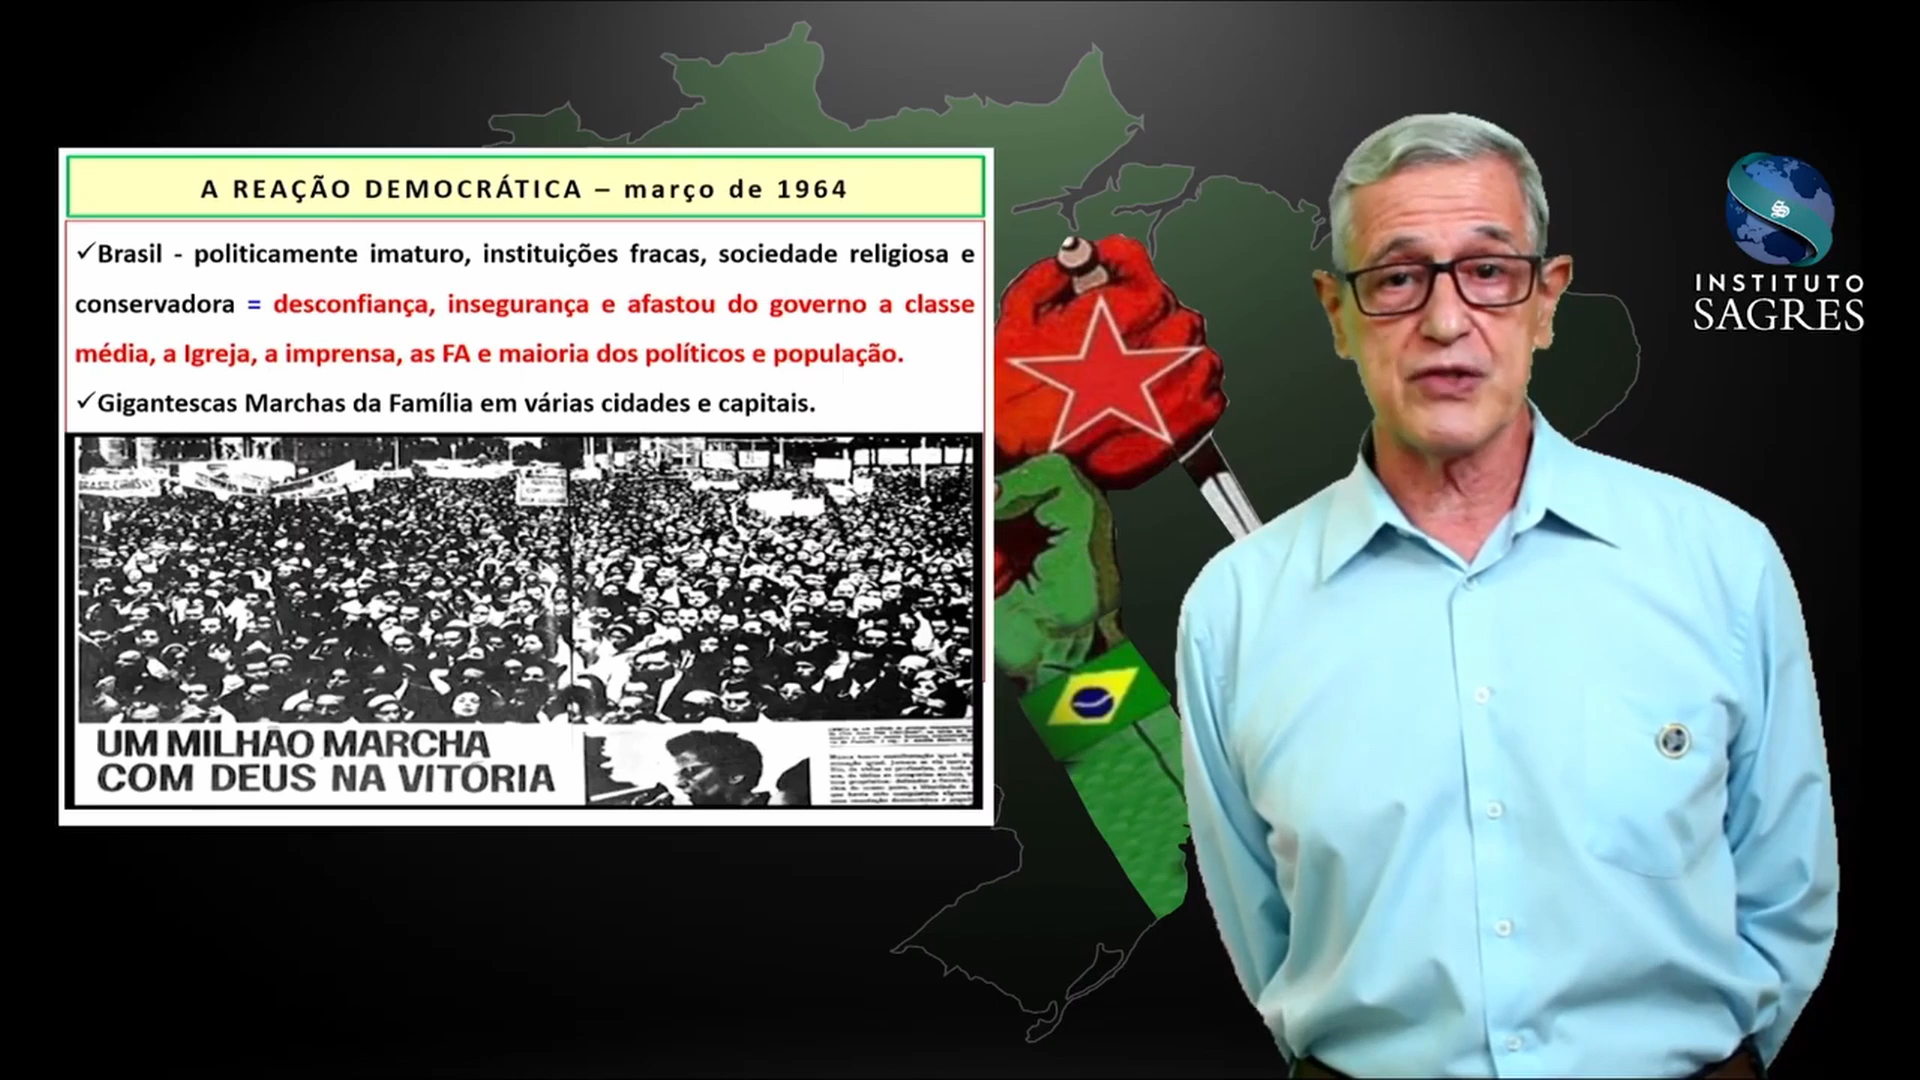 A REAÇÃO DEMOCRÁTICA – março de 1964
✓Brasil - politicamente imaturo, instituições fracas, sociedade religiosa e
conservadora = desconfiança, insegurança e afastou do governo a classe
média, a Igreja, a imprensa, as FA e maioria dos políticos e população.
✓Gigantescas Marchas da Família em várias cidades e capitais.
UM MILHÃO MARCHA
COM DEUS NA VITÓRIA
INSTITUTO
SAGRES